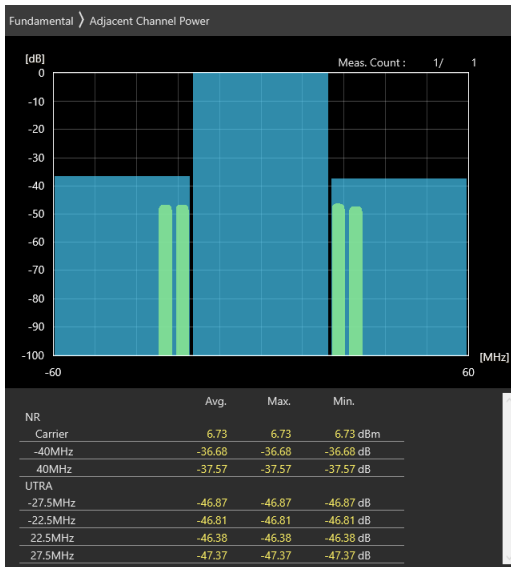 Fundamental 〉 Adjacent Channel Power
[dB]
Meas. Count : 1/ 1
0
-10
-20
-30
-40
-50
-60
-70
-80
-90
-100
[MHz]
-60 60
Avg. Max. Min.
NR
Carrier 6.73 6.73 6.73 dBm
-40MHz -36.68 -36.68 -36.68 dB
40MHz -37.57 -37.57 -37.57 dB
UTRA
-27.5MHz -46.87 -46.87 -46.87 dB
-22.5MHz -46.81 -46.81 -46.81 dB
22.5MHz -46.38 -46.38 -46.38 dB
27.5MHz -47.37 -47.37 -47.37 dB